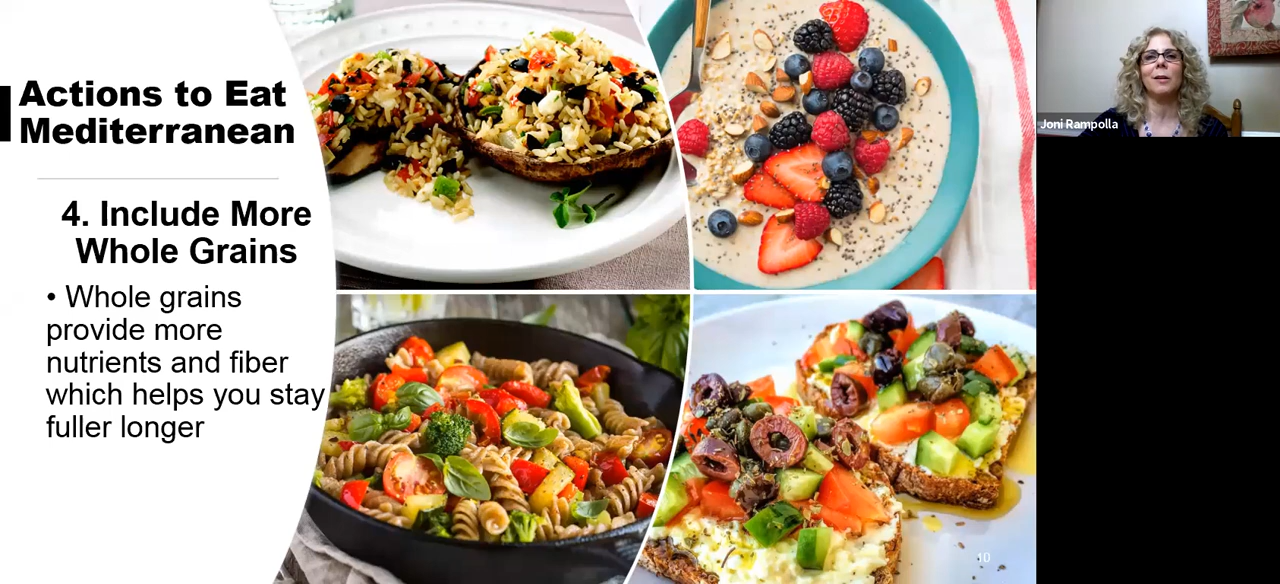 Actions to Eat
Mediterranean
4. Include More
Whole Grains
• Whole grains
provide more
nutrients and fiber
which helps you stay
fuller longer
Joni Rampolla
10